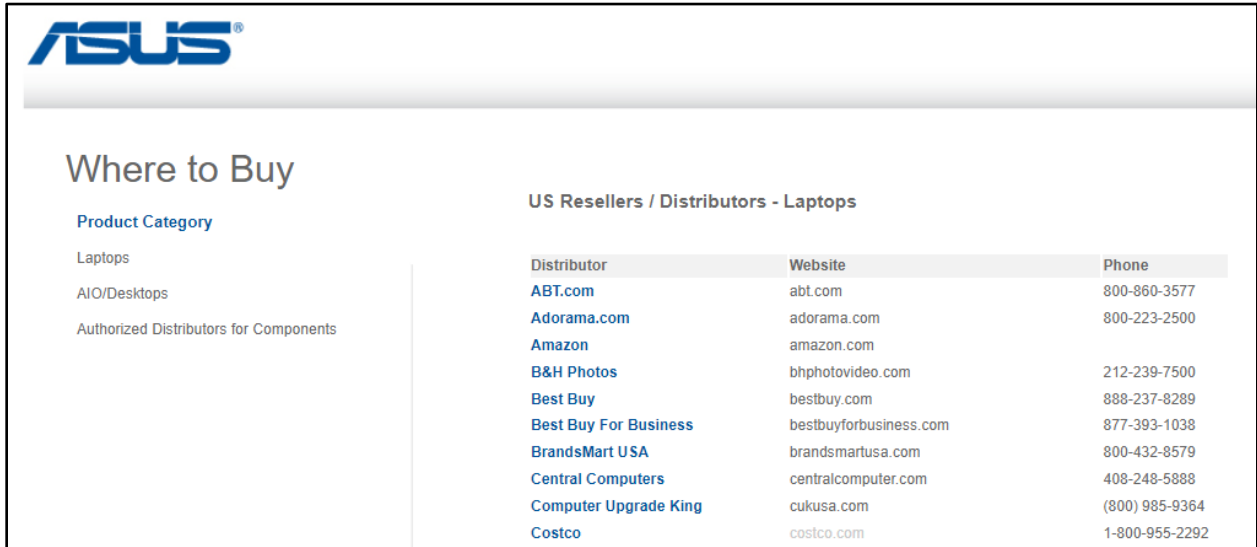 ASUS®
Where to Buy
Product Category
Laptops
AIO/Desktops
Authorized Distributors for Components
US Resellers / Distributors - Laptops
Distributor Website Phone
ABT.com abt.com 800-860-3577
Adorama.com adorama.com 800-223-2500
Amazon amazon.com
B&H Photos bhphotovideo.com 212-239-7500
Best Buy bestbuy.com 888-237-8289
Best Buy For Business bestbuyforbusiness.com 877-393-1038
BrandsMart USA brandsmartusa.com 800-432-8579
Central Computers centralcomputer.com 408-248-5888
Computer Upgrade King cukusa.com (800) 985-9364
Costco costco.com 1-800-955-2292